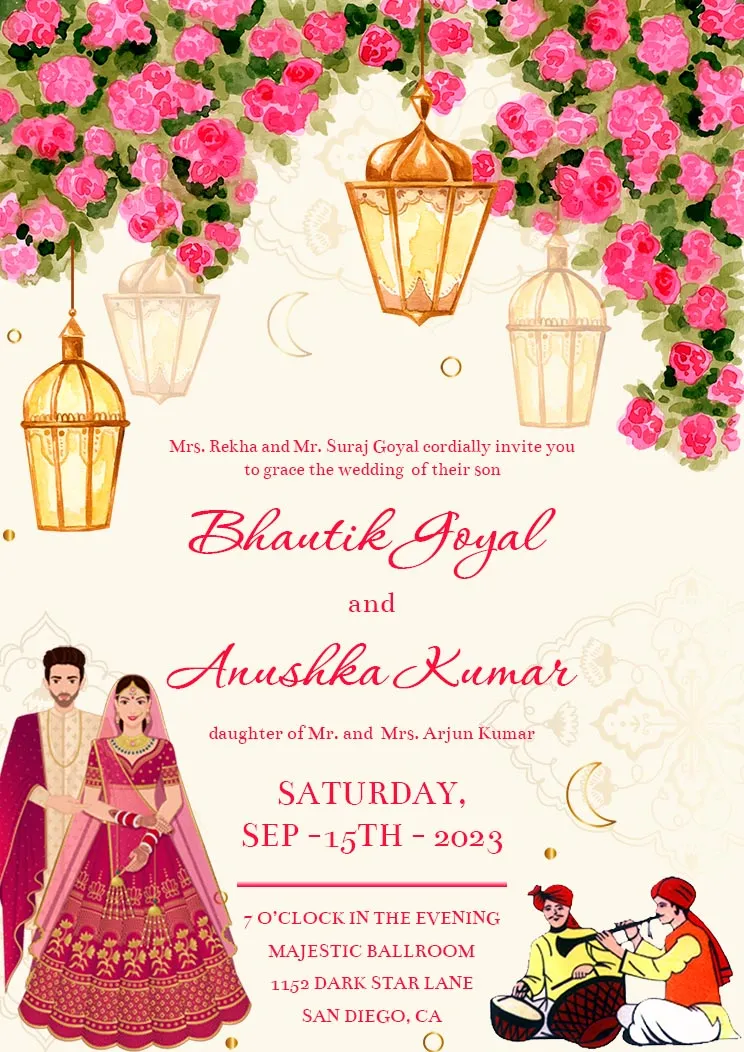 Mrs. Rekha and Mr. Suraj Goyal cordially invite you
to grace the wedding of their son
Bhautik Goyal
and
Anushka Kumar
daughter of Mr. and Mrs. Arjun Kumar
SATURDAY,
SEP -15TH - 2023
7 O'CLOCK IN THE EVENING
MAJESTIC BALLROOM
1152 DARK STAR LANE
SAN DIEGO, CA